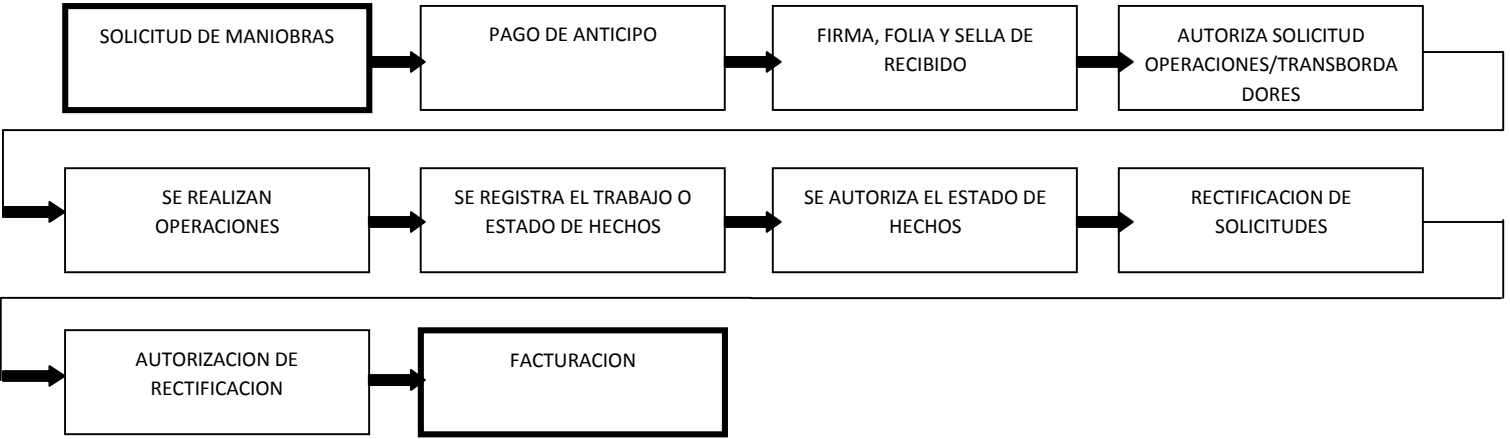 SOLICITUD DE MANIOBRAS
PAGO DE ANTICIPO
FIRMA, FOLIA Y SELLA DE
RECIBIDO
AUTORIZA SOLICITUD
OPERACIONES/TRANSBORDA
DORES
SE REALIZAN
OPERACIONES
SE REGISTRA EL TRABAJO O
ESTADO DE HECHOS
SE AUTORIZA EL ESTADO DE
HECHOS
RECTIFICACION DE
SOLICITUDES
AUTORIZACION DE
RECTIFICACION
FACTURACION